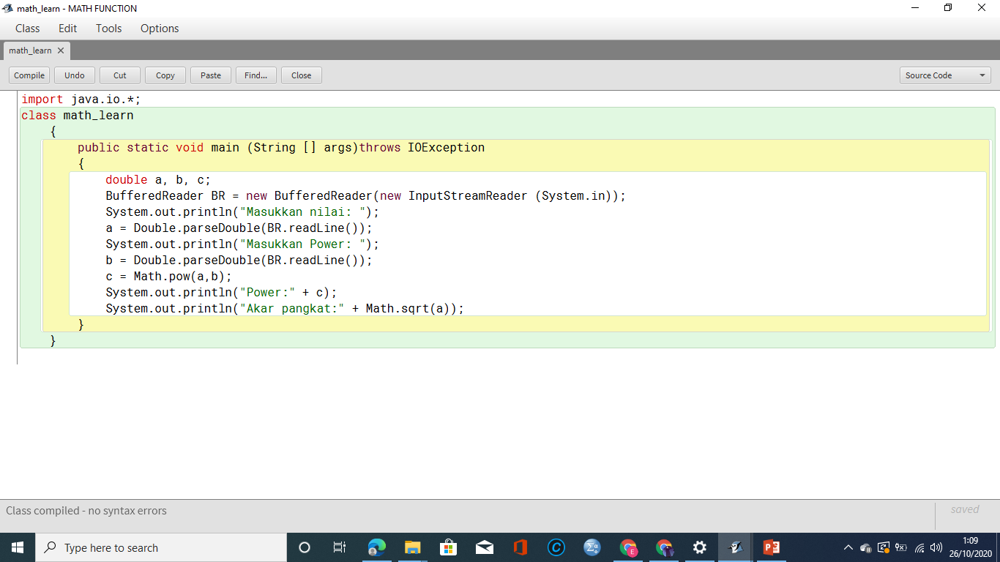 math_learn - MATH FUNCTION
Class Edit Tools Options
math_learn
Compile Undo Cut Copy Paste Find... Close Source Code
import java.io.*;
class math_learn
{
public static void main (String [] args)throws IOException
{
double a, b, c;
BufferedReader BR = new BufferedReader(new InputStreamReader (System.in));
System.out.println("Masukkan nilai: ");
a = Double.parseDouble(BR.readLine());
System.out.println("Masukkan Power: ");
b = Double.parseDouble(BR.readLine());
c = Math.pow(a,b);
System.out.println("Power:" + c);
System.out.println("Akar pangkat:" + Math.sqrt(a));
}
}
Class compiled - no syntax errors
saved
Type here to search
1:09
26/10/2020